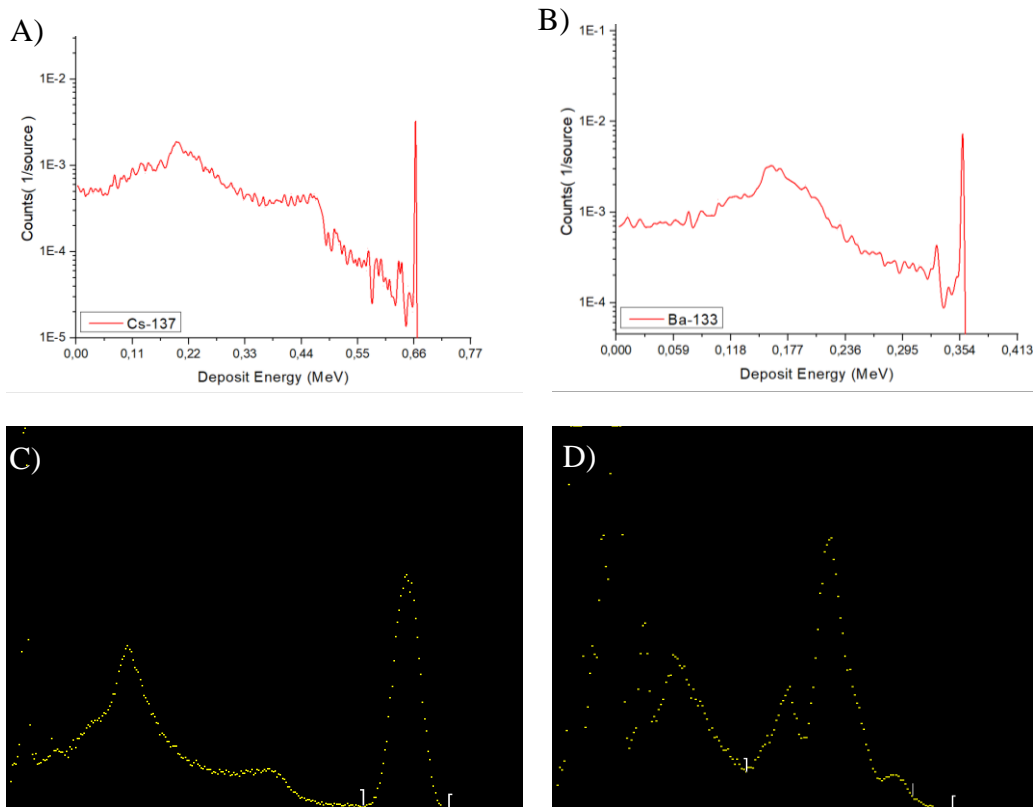 A)
1E-2
1E-3
1E-4
1E-5
Counts( 1/source )
Cs-137
0,00 0,11 0,22 0,33 0,44 0,55 0,66 0,77
Deposit Energy (MeV)
B)
1E-1
1E-2
1E-3
1E-4
Counts( 1/source )
Ba-133
0,000 0,059 0,118 0,177 0,236 0,295 0,354 0,413
Deposit Energy (MeV)
C)
D)